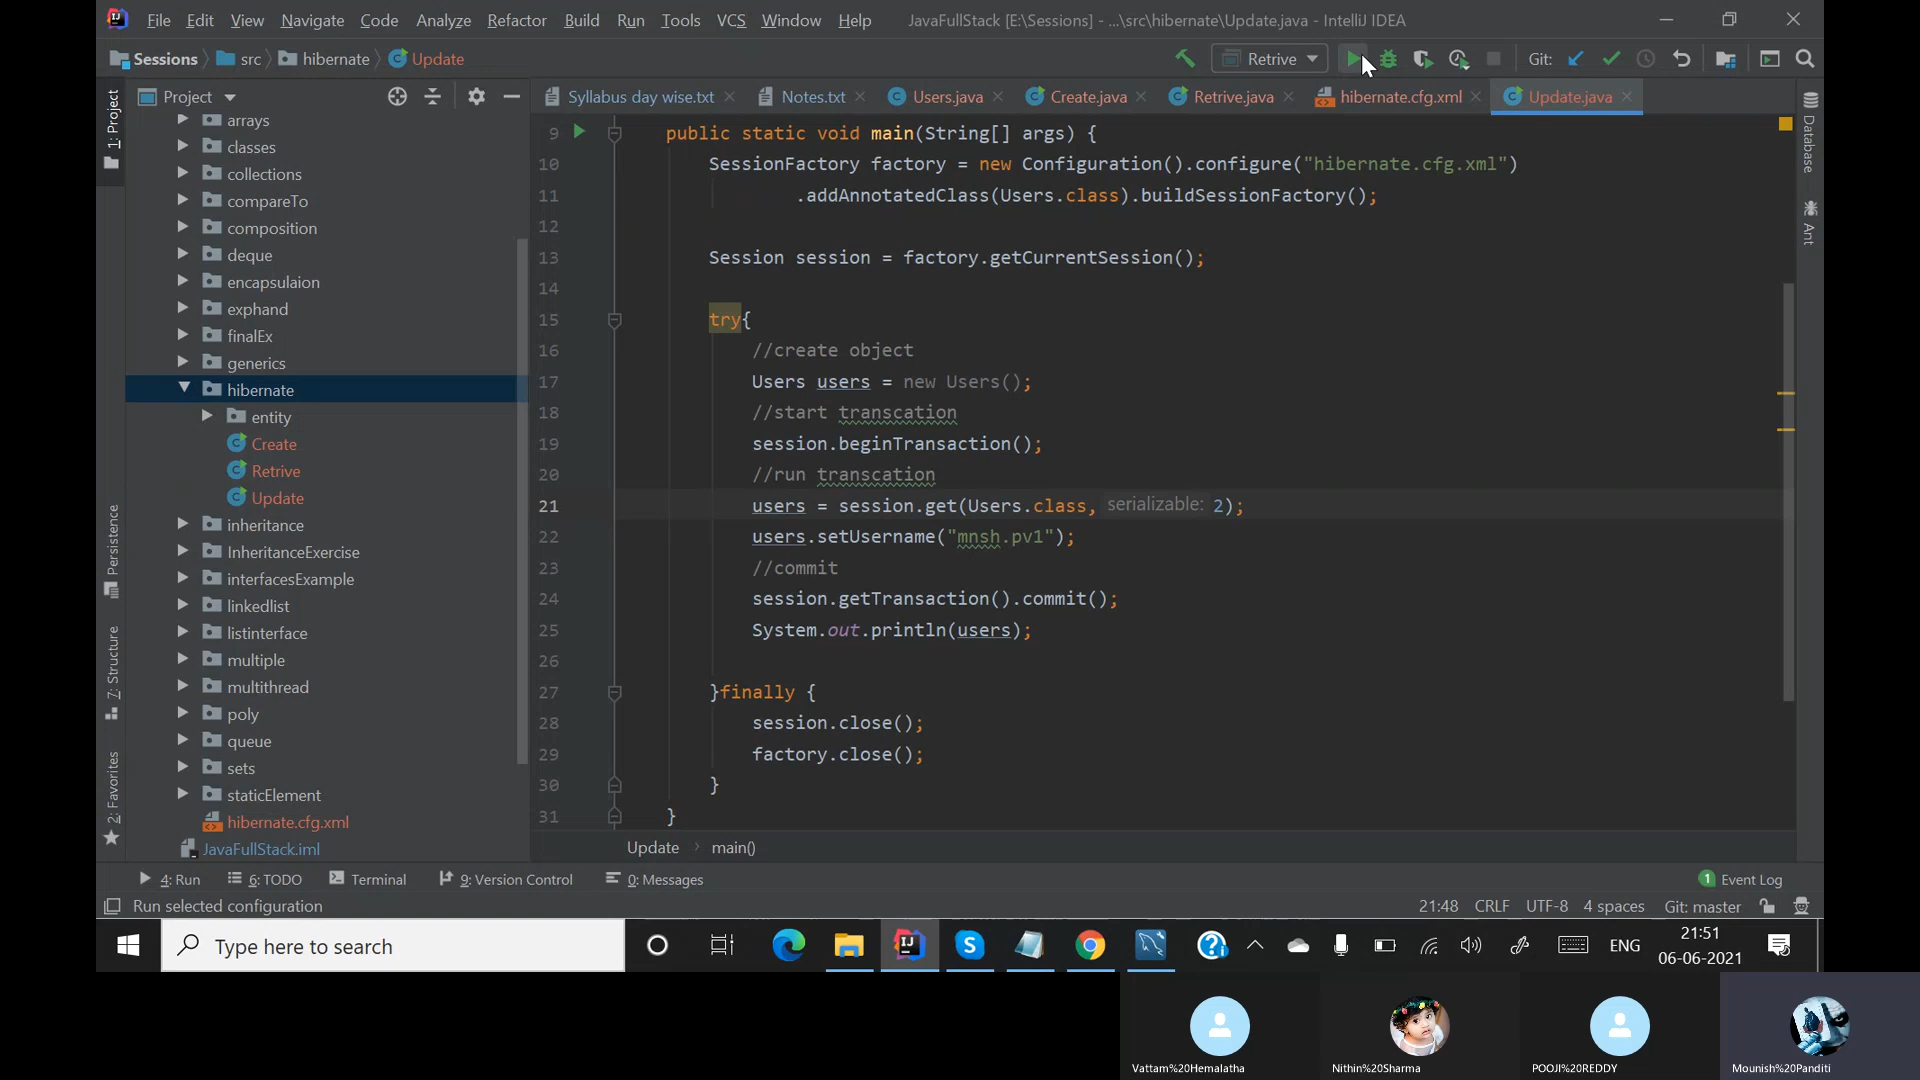 File Edit View Navigate Code Analyze Refactor Build Run Tools VCS Window Help JavaFullStack [E:\Sessions] - ...\src\hibernate\Update.java - IntelliJ IDEA
Sessions src hibernate Update Retrive Git:
Project
Syllabus day wise.txt Notes.txt Users.java Create.java Retrive.java hibernate.cfg.xml Update.java
1: Project
Persistence
7: Structure
2: Favorites
arrays
classes
collections
compareTo
composition
deque
encapsulaion
exphand
finalEx
generics
hibernate
entity
Create
Retrive
Update
inheritance
InheritanceExercise
interfacesExample
linkedlist
listinterface
multiple
multithread
poly
queue
sets
staticElement
hibernate.cfg.xml
JavaFullStack.iml
9 public static void main(String[] args) {
10 SessionFactory factory = new Configuration().configure("hibernate.cfg.xml")
11 .addAnnotatedClass(Users.class).buildSessionFactory();
12
13 Session session = factory.getCurrentSession();
14
15 try{
16 //create object
17 Users users = new Users();
18 //start transcation
19 session.beginTransaction();
20 //run transcation
21 users = session.get(Users.class, serializable: 2);
22 users.setUsername("mnsh.pv1");
23 //commit
24 session.getTransaction().commit();
25 System.out.println(users);
26
27 }finally {
28 session.close();
29 factory.close();
30 }
31 }
Database
Ant
Update main()
4: Run 6: TODO Terminal 9: Version Control 0: Messages 1 Event Log
Run selected configuration 21:48 CRLF UTF-8 4 spaces Git: master
Type here to search ENG 21:51
06-06-2021
Vattam%20Hemalatha Nithin%20Sharma POOJI%20REDDY Mounish%20Panditi